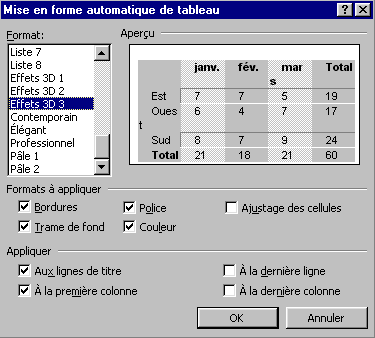 Mise en forme automatique de tableau
Format:
Aperçu
Liste 7
Liste 8
Effets 3D 1
Effets 3D 2
Effets 3D 3
Contemporain
Élégant
Professionnel
Pâle 1
Pâle 2
janv. fév. mar Total
s
Est 7 7 5 19
Oues 6 4 7 17
t
Sud 8 7 9 24
Total 21 18 21 60
Formats à appliquer
Bordures Police Ajustage des cellules
Trame de fond Couleur
Appliquer
Aux lignes de titre À la dernière ligne
À la première colonne À la dernière colonne
OK Annuler